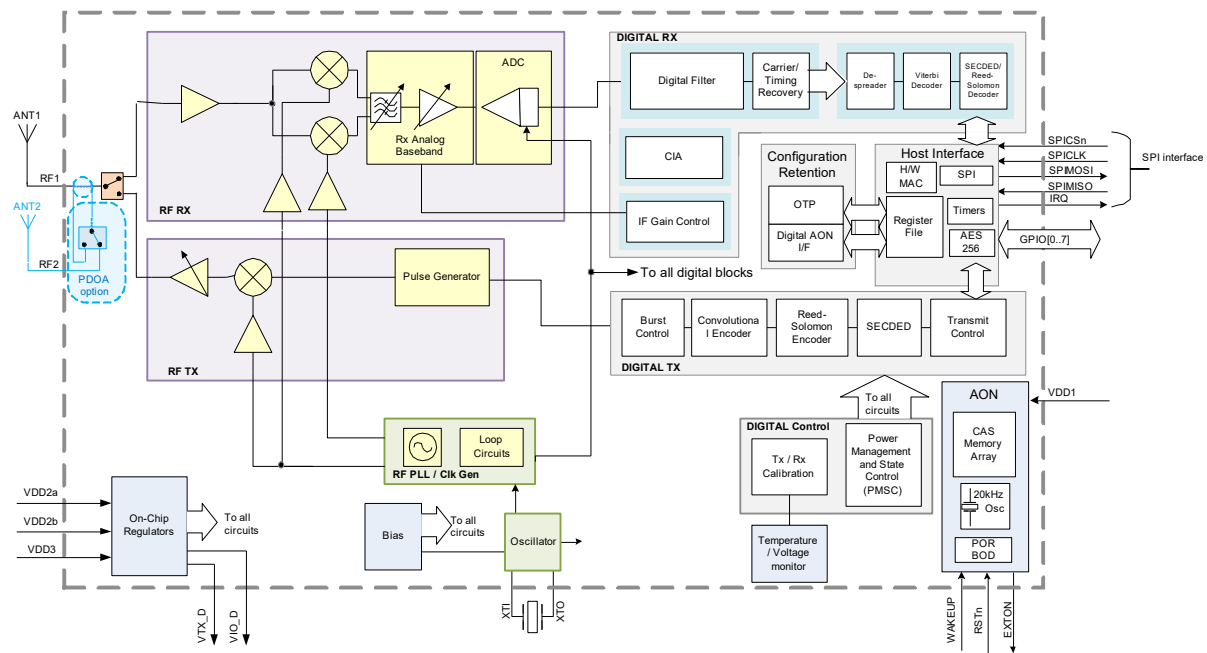 DIGITAL RX
ADC
Digital Filter
Carrier/
Timing
Recovery
De-
spreader
Viterbi
Decoder
SECDED/
Reed-
Solomon
Decoder
ANT1
RF1
ANT2
RF2
PDOA
option
Rx Analog
Baseband
RF RX
CIA
IF Gain Control
Configuration
Retention
OTP
Digital AON
I/F
Host Interface
H/W
MAC
SPI
Register
File
Timers
AES
256
SPICSn
SPICLK
SPIMOSI
SPIMISO
IRQ
SPI interface
GPIO[0..7]
To all digital blocks
Pulse Generator
RF TX
Burst
Control
Convolutiona
l Encoder
Reed-
Solomon
Encoder
SECDED
Transmit
Control
DIGITAL TX
To all
circuits
DIGITAL Control
Tx / Rx
Calibration
Power
Management
and State
Control
(PMSC)
Temperature
/ Voltage
monitor
AON
VDD1
CAS
Memory
Array
20kHz
Osc
POR
BOD
WAKEUP
RSTn
EXTON
Loop
Circuits
RF PLL / Clk Gen
VDD2a
VDD2b
VDD3
On-Chip
Regulators
To all
circuits
VTX_D
VIO_D
Bias
To all
circuits
Oscillator
XTI
XTO